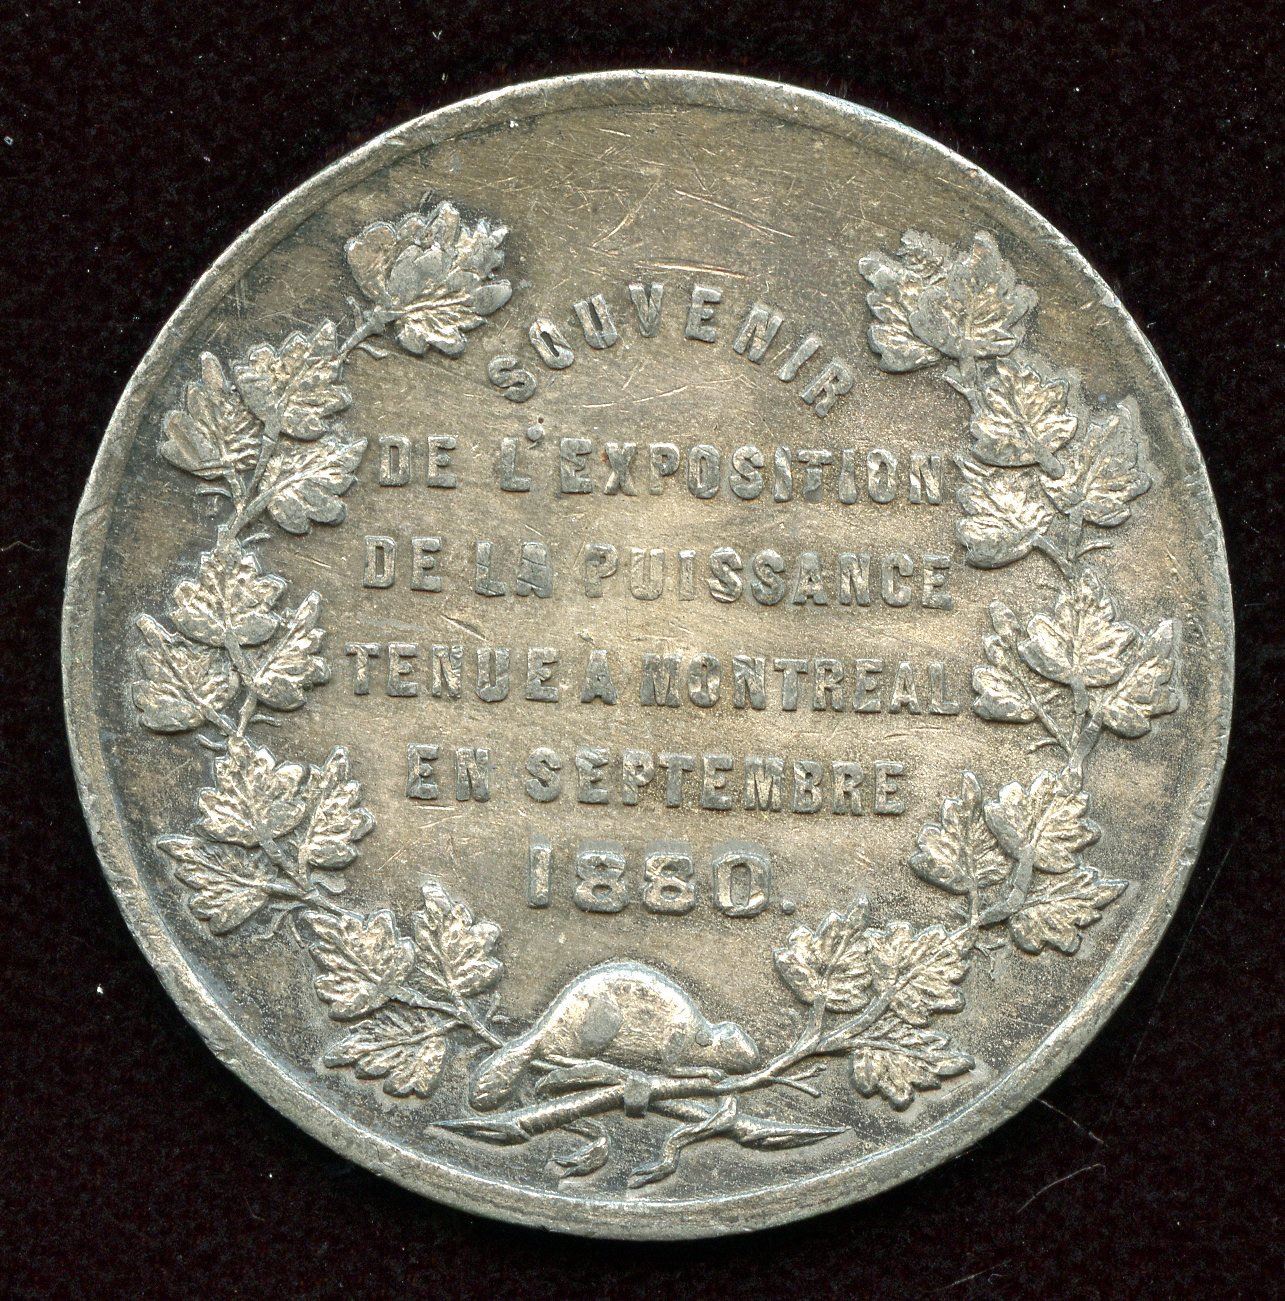 SOUVENIR
DE L'EXPOSITION
DE LA PUISSANCE
TENUE A MONTREAL
EN SEPTEMBRE
1880.